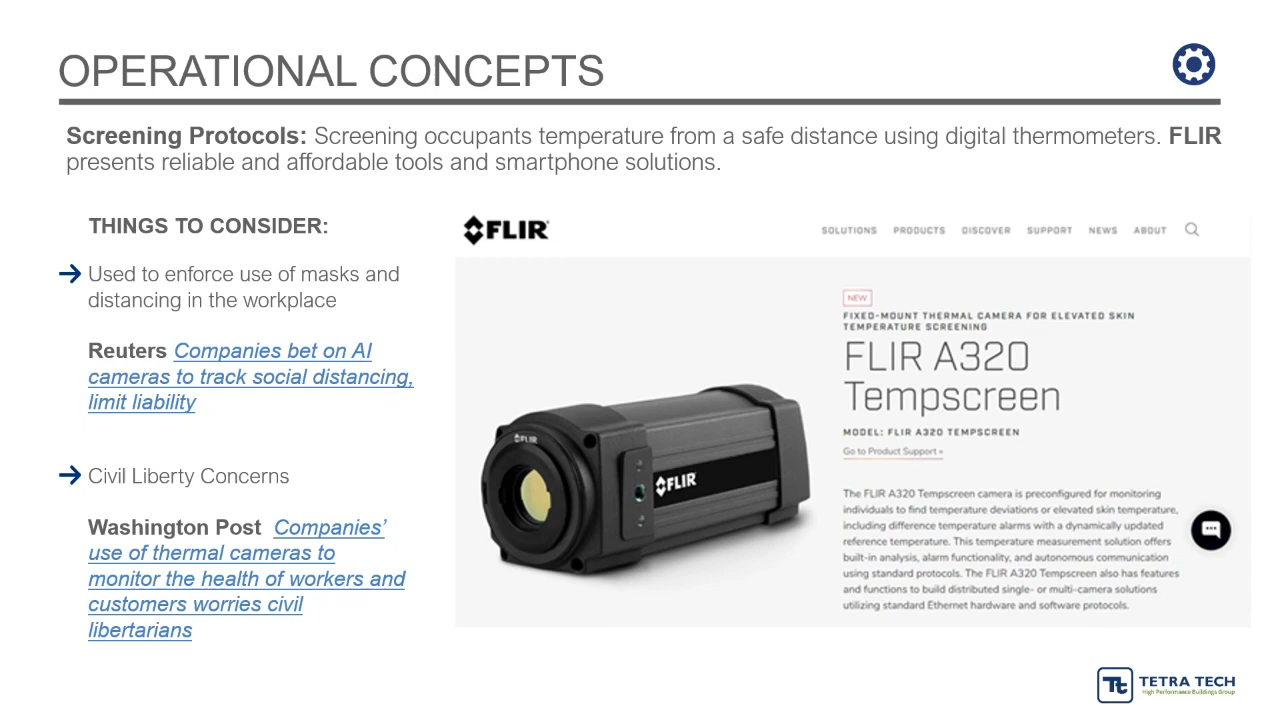 OPERATIONAL CONCEPTS
Screening Protocols: Screening occupants temperature from a safe distance using digital thermometers. FLIR
presents reliable and affordable tools and smartphone solutions.
THINGS TO CONSIDER:
Used to enforce use of masks and
distancing in the workplace
Reuters Companies bet on AI
cameras to track social distancing,
limit liability
Civil Liberty Concerns
Washington Post Companies’
use of thermal cameras to
monitor the health of workers and
customers worries civil
libertarians
FLIR
SOLUTIONS PRODUCTS DISCOVER SUPPORT NEWS ABOUT
NEW
FIXED-MOUNT THERMAL CAMERA FOR ELEVATED SKIN
TEMPERATURE SCREENING
FLIR A320
Tempscreen
MODEL: FLIR A320 TEMPSCREEN
Go to Product Support »
The FLIR A320 Tempscreen camera is preconfigured for monitoring
individuals to find temperature deviations or elevated skin temperature,
including difference temperature alarms with a dynamically updated
reference temperature. This temperature measurement solution offers
built-in analysis, alarm functionality, and autonomous communication
using standard protocols. The FLIR A320 Tempscreen also has features
and functions to build distributed single- or multi-camera solutions
utilizing standard Ethernet hardware and software protocols.
FLIR
FLIR
Tt TETRA TECH
High Performance Buildings Group